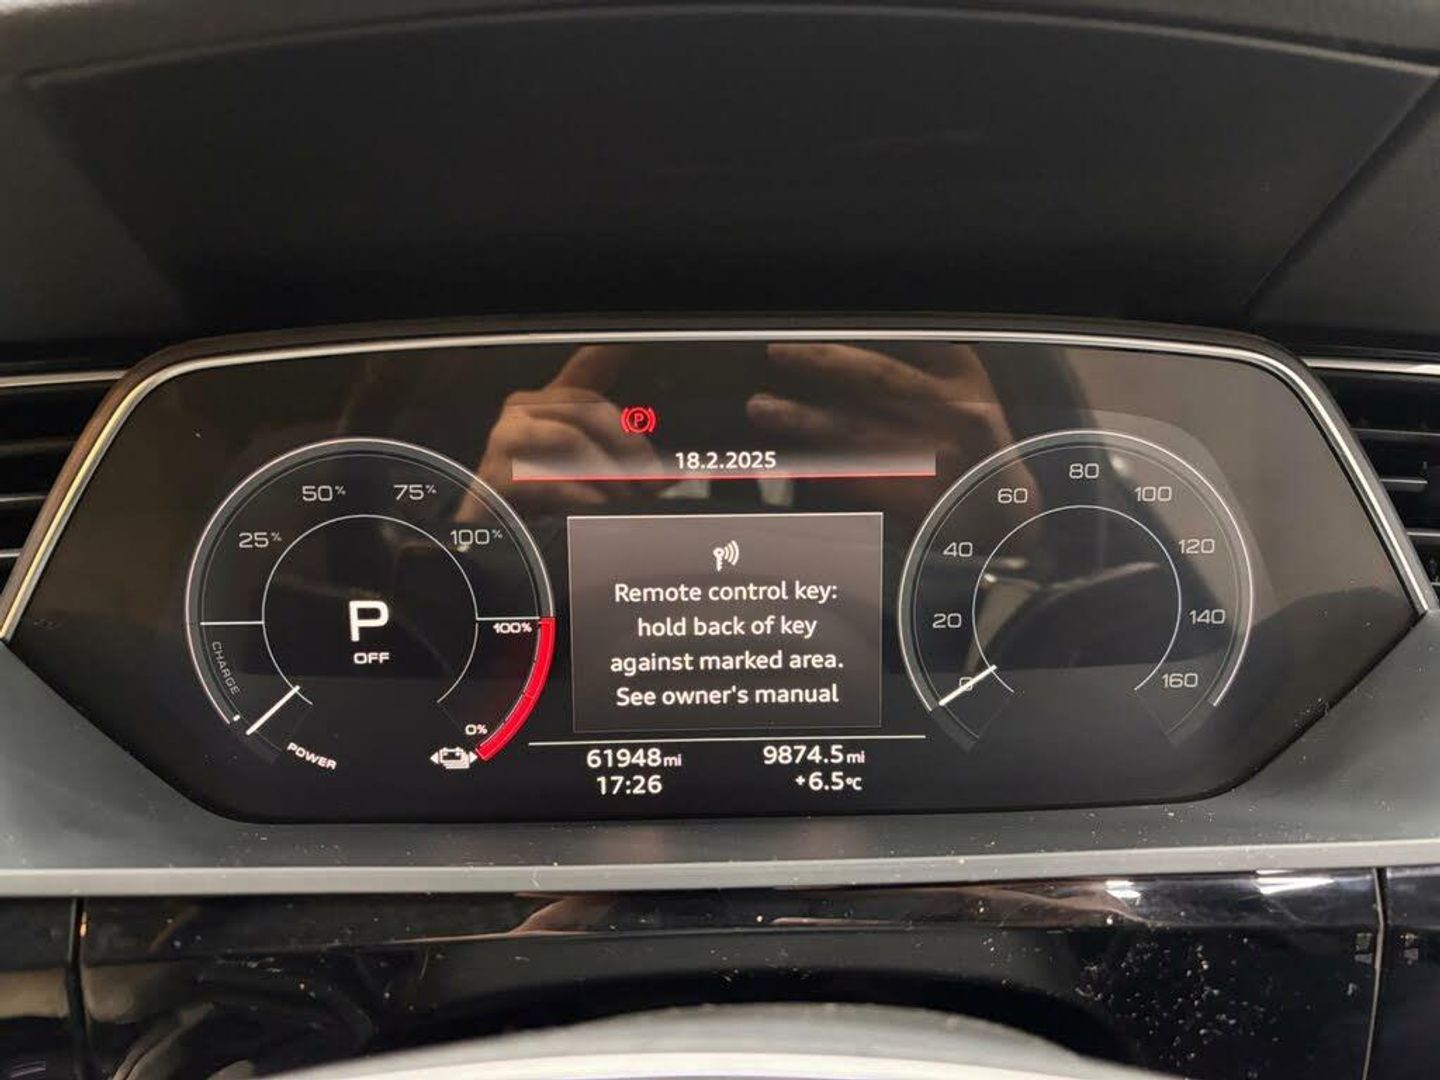 P
18.2.2025
25%
50%
75%
100%
100%
0%
CHARGE
POWER
P
OFF
Remote control key:
hold back of key
against marked area.
See owner's manual
61948mi
9874.5mi
17:26
+6.5°C
0
20
40
60
80
100
120
140
160